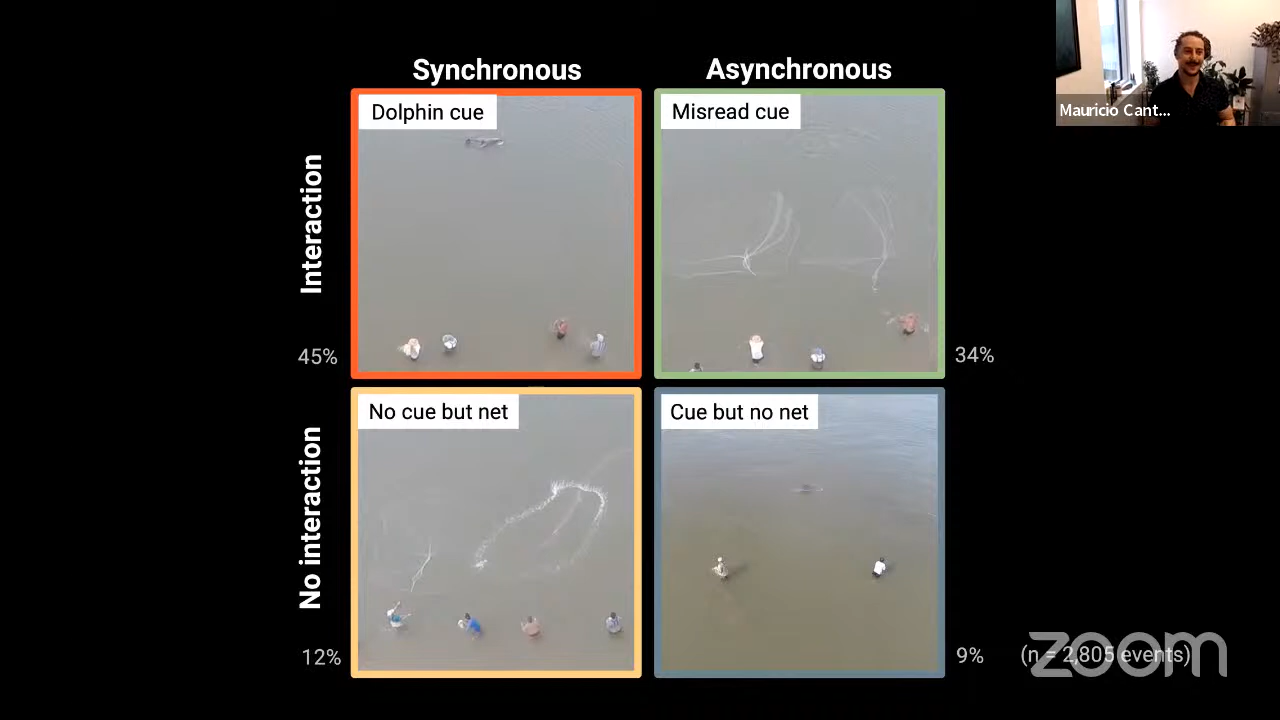 Synchronous
Asynchronous
Mauricio Cant...
Dolphin cue
Misread cue
Interaction
45%
34%
No cue but net
Cue but no net
No interaction
12%
9%
(n = 2,805 events)
zoom